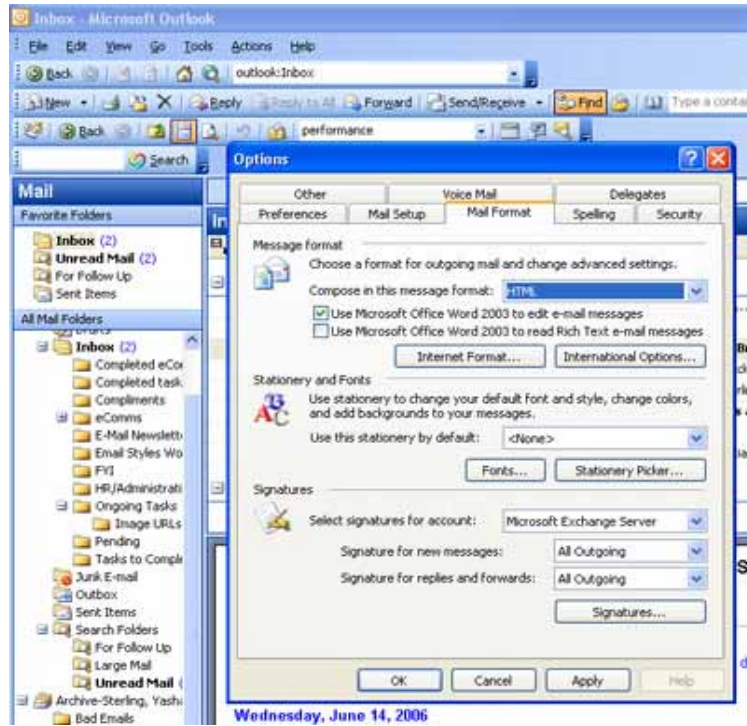 Inbox - Microsoft Outlook
File Edit View Go Tools Actions Help
Back outlook:Inbox
New Reply Reply to All Forward Send/Receive Find Type a conta
Back performance
Search
Options
Other Voice Mail Delegates
Preferences Mail Setup Mail Format Spelling Security
Message format
Choose a format for outgoing mail and change advanced settings.
Compose in this message format: HTML
Use Microsoft Office Word 2003 to edit e-mail messages
Use Microsoft Office Word 2003 to read Rich Text e-mail messages
Internet Format... International Options...
Stationery and Fonts
Use stationery to change your default font and style, change colors,
and add backgrounds to your messages.
Use this stationery by default: <None>
Fonts... Stationery Picker...
Signatures
Select signatures for account: Microsoft Exchange Server
Signature for new messages: All Outgoing
Signature for replies and forwards: All Outgoing
Signatures...
OK Cancel Apply Help
Mail
Favorite Folders
Inbox (2)
Unread Mail (2)
For Follow Up
Sent Items
All Mail Folders
Drafts
Inbox (2)
Completed eCo
Completed task
Compliments
eComms
E-Mail Newslett
Email Styles Wo
FYI
HR/Administrati
Ongoing Tasks
Image URLs
Pending
Tasks to Comple
Junk E-mail
Outbox
Sent Items
Search Folders
For Follow Up
Large Mail
Unread Mail (
Archive-Sterling, Yash
Bad Emails
Wednesday, June 14, 2006